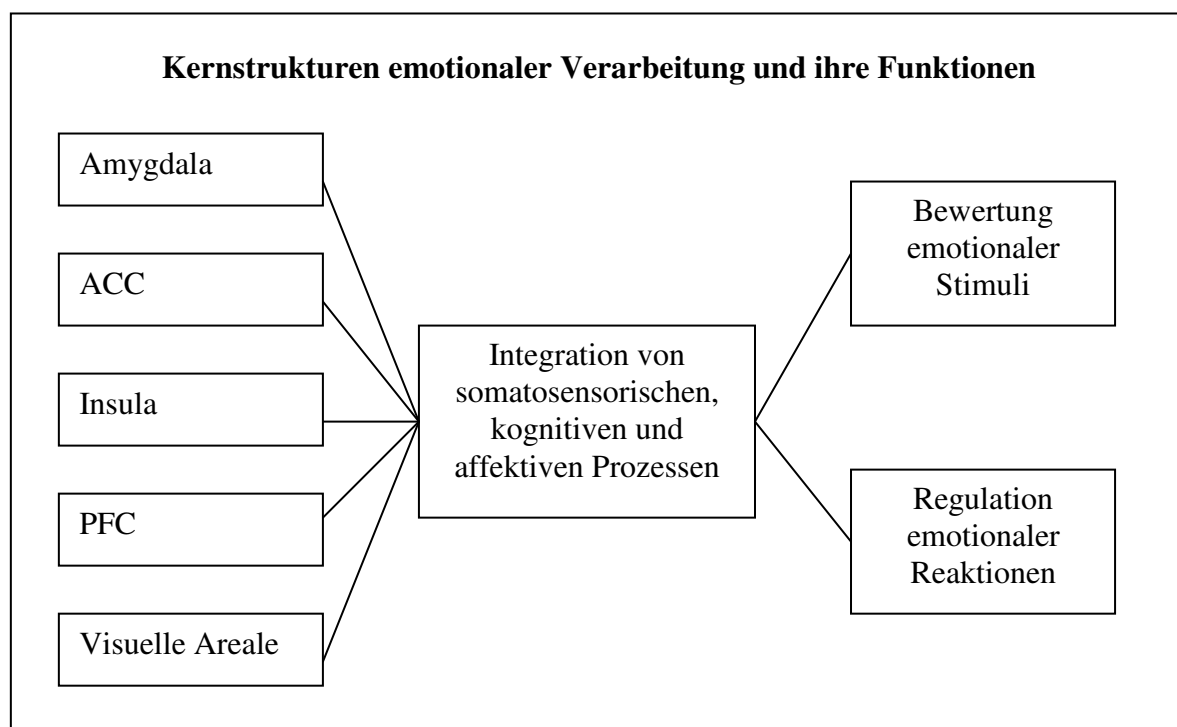 Kernstrukturen emotionaler Verarbeitung und ihre Funktionen
Amygdala
ACC
Insula
PFC
Visuelle Areale
Integration von
somatosensorischen,
kognitiven und
affektiven Prozessen
Bewertung
emotionaler
Stimuli
Regulation
emotionaler
Reaktionen